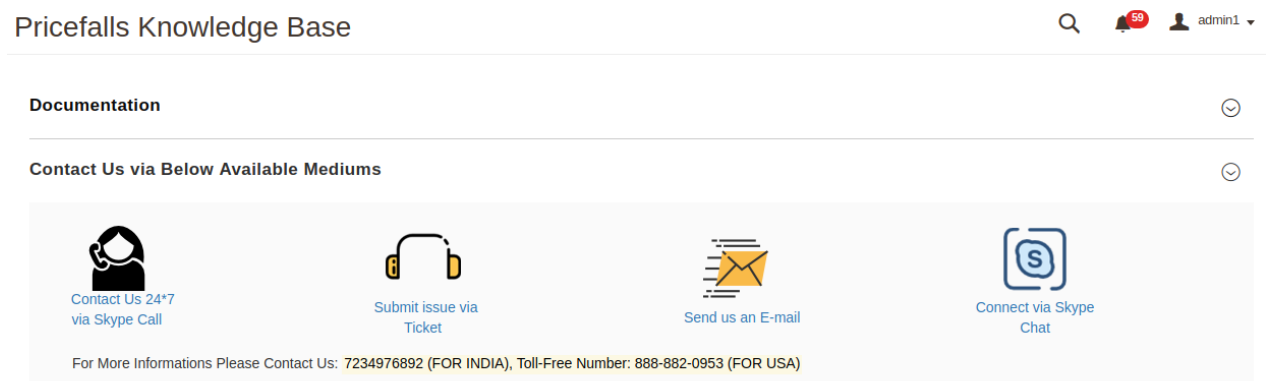 Pricefalls Knowledge Base
59
admin1
Documentation
Contact Us via Below Available Mediums
Contact Us 24*7
via Skype Call
Submit issue via
Ticket
Send us an E-mail
S
Connect via Skype
Chat
For More Informations Please Contact Us: 7234976892 (FOR INDIA), Toll-Free Number: 888-882-0953 (FOR USA)